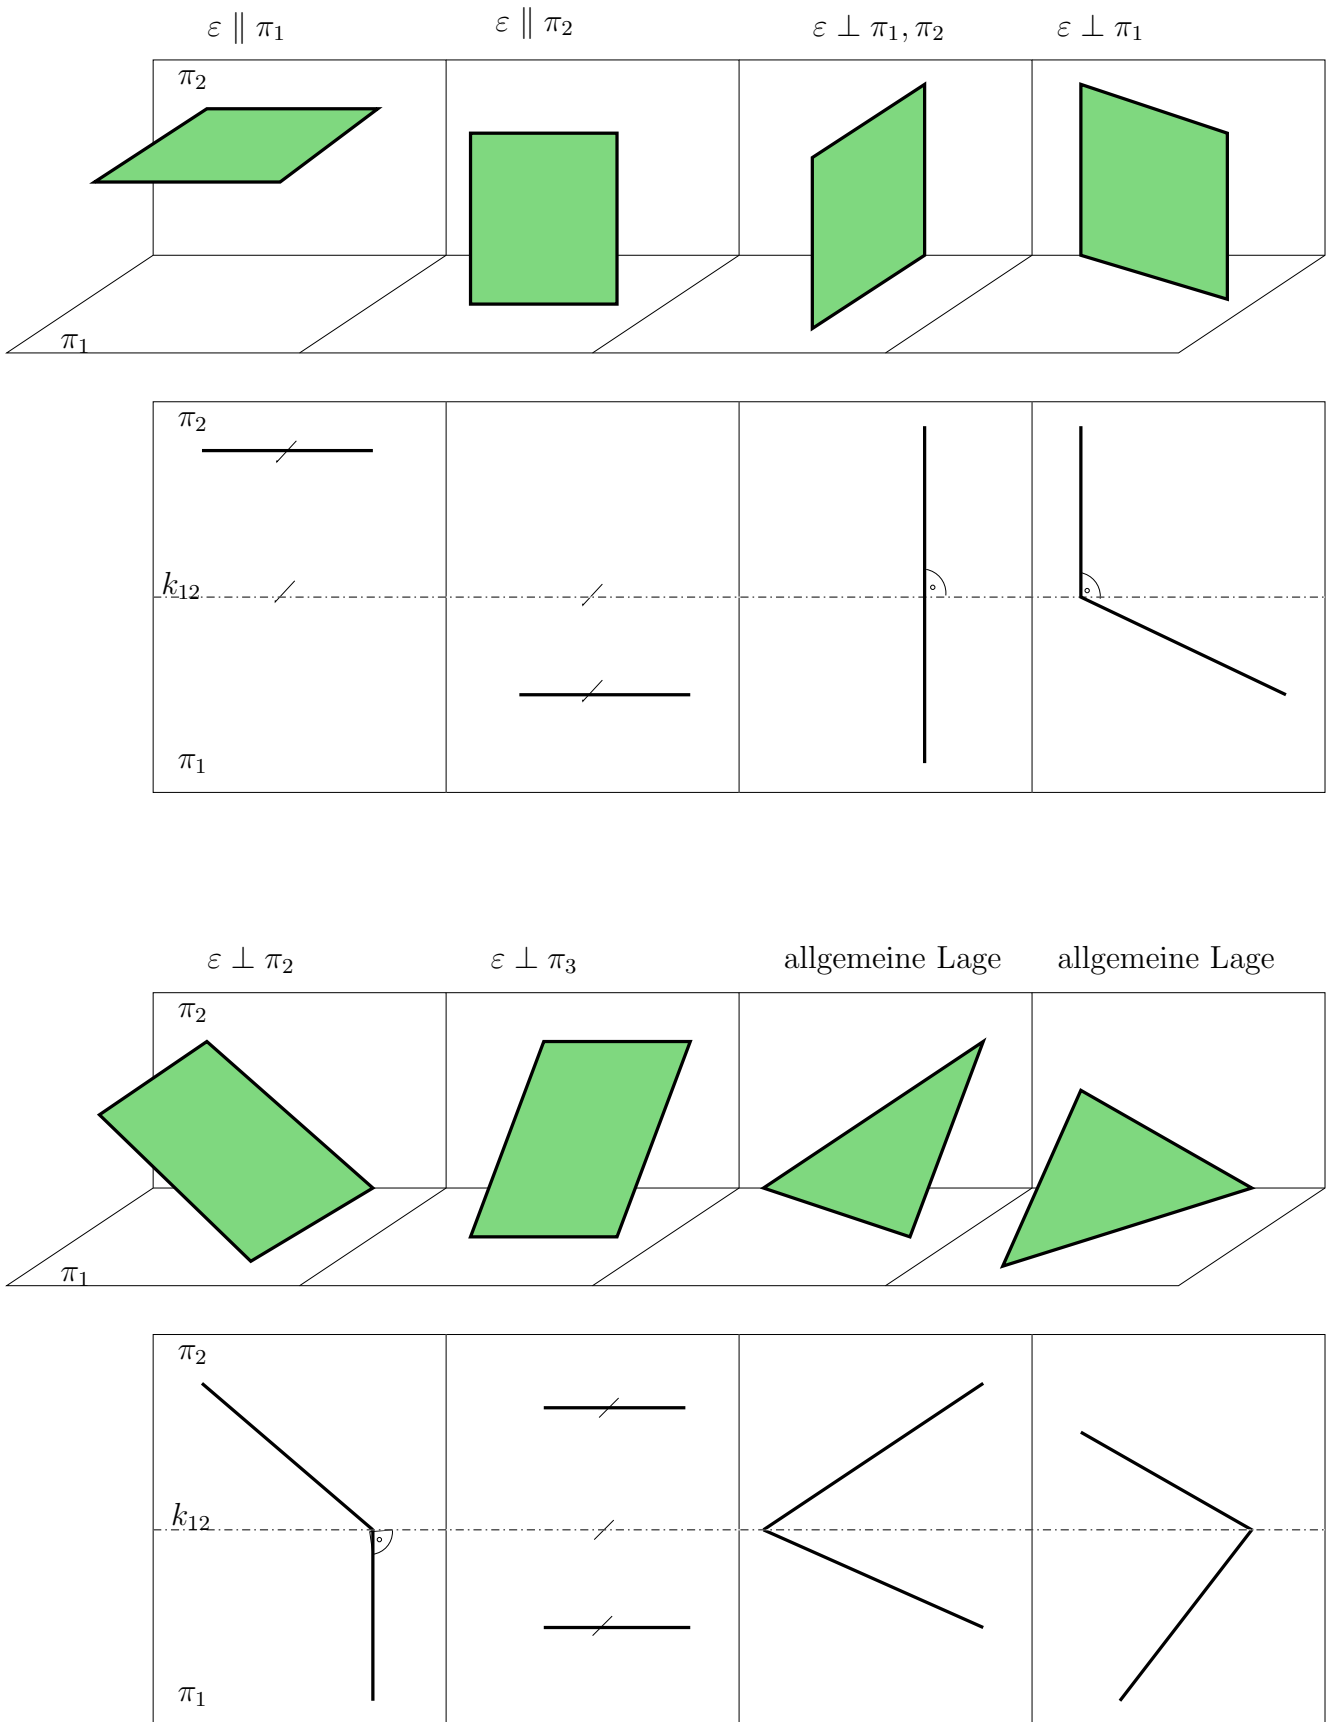 ε ∥ π₁ ε ∥ π₂ ε ⊥ π₁, π₂ ε ⊥ π₁
π₂
π₁
π₂
k₁₂
π₁
ε ⊥ π₂ ε ⊥ π₃ allgemeine Lage allgemeine Lage
π₂
π₁
π₂
k₁₂
π₁